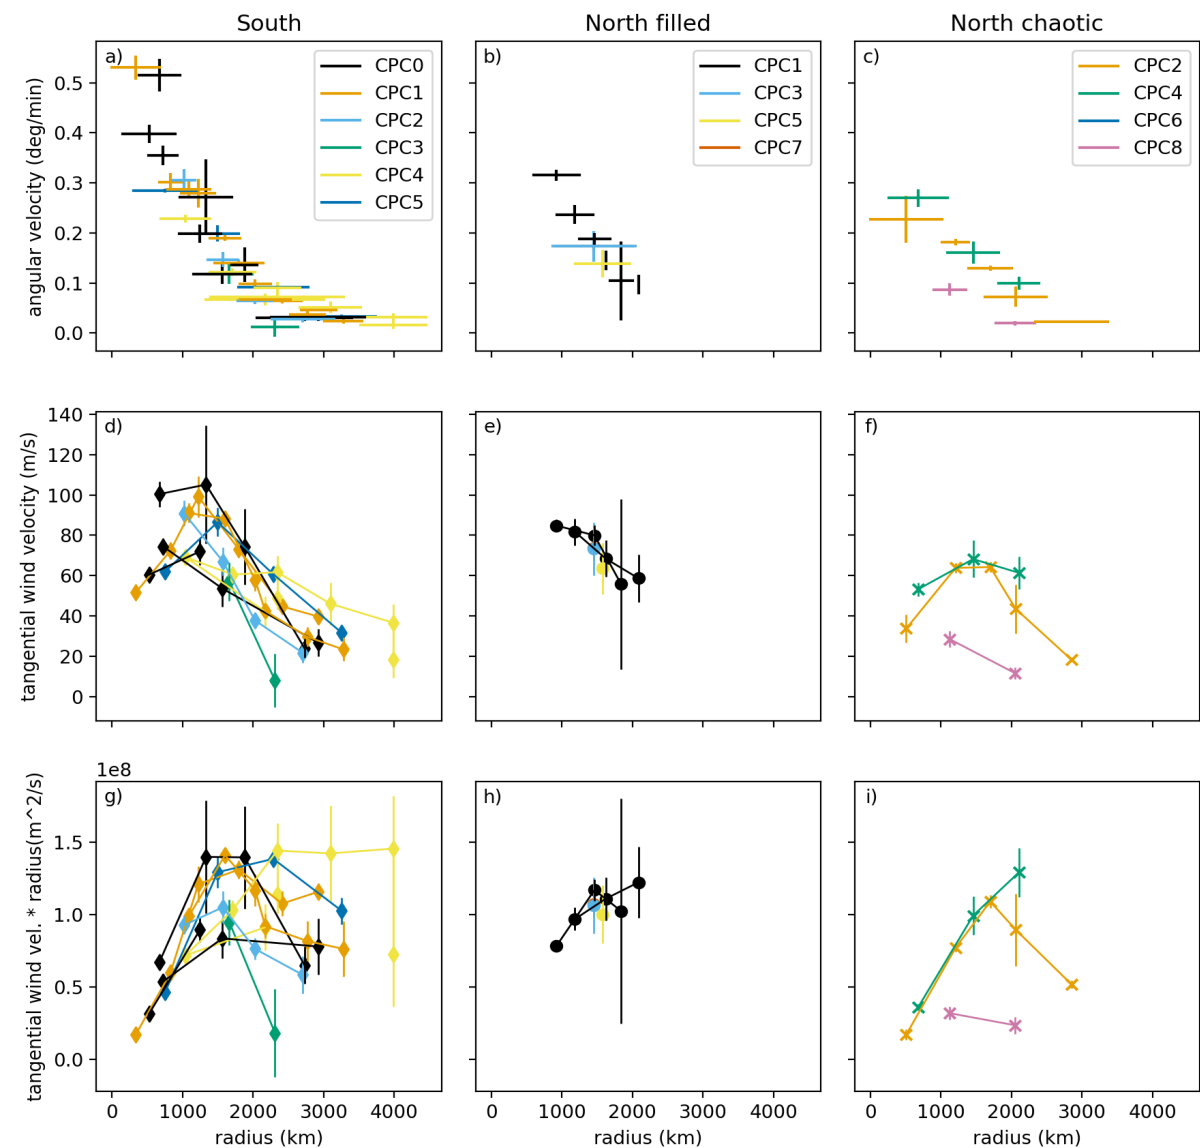 South
North filled
North chaotic
a)
b)
c)
CPC0
CPC1
CPC2
CPC3
CPC4
CPC5
CPC1
CPC3
CPC5
CPC7
CPC2
CPC4
CPC6
CPC8
angular velocity (deg/min)
0.5
0.4
0.3
0.2
0.1
0.0
d)
e)
f)
tangential wind velocity (m/s)
140
120
100
80
60
40
20
0
1e8
g)
h)
i)
tangential wind vel. * radius(m^2/s)
1.5
1.0
0.5
0.0
0 1000 2000 3000 4000
0 1000 2000 3000 4000
0 1000 2000 3000 4000
radius (km)
radius (km)
radius (km)